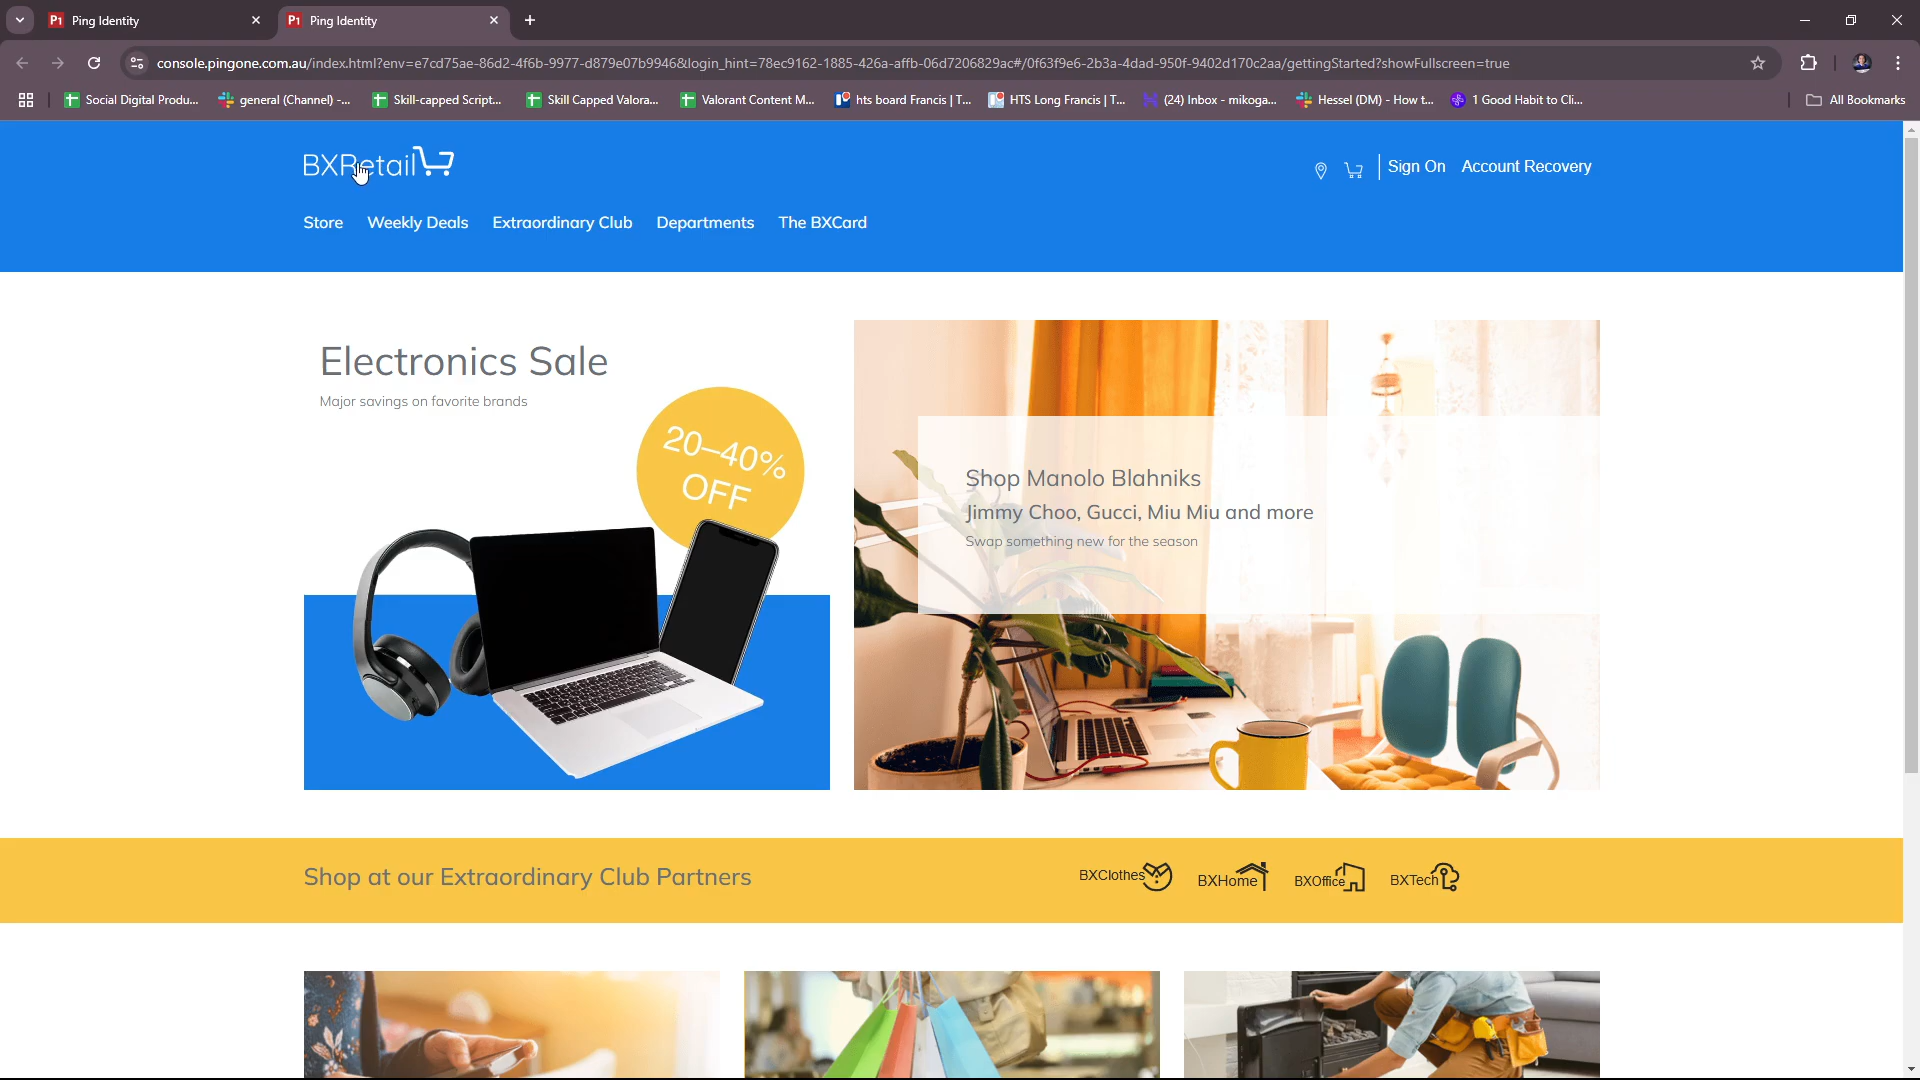 Ping Identity
Ping Identity
console.pingone.com.au/index.html?env=e7cd75ae-86d2-4f6b-9977-d879e07b9946&login_hint=78ec9162-1885-426a-affb-06d7206829ac#/0f63f9e6-2b3a-4dad-950f-9402d170c2aa/gettingStarted?showFullscreen=true
Social Digital Produ...
general (Channel) -...
Skill-capped Script...
Skill Capped Valora...
Valorant Content M...
hts board Francis | T...
HTS Long Francis | T...
(24) Inbox - mikoga...
Hessel (DM) - How t...
1 Good Habit to Cli...
All Bookmarks
BXRetail
Sign On
Account Recovery
Store
Weekly Deals
Extraordinary Club
Departments
The BXCard
Electronics Sale
Major savings on favorite brands
20–40%
OFF
Shop Manolo Blahniks
Jimmy Choo, Gucci, Miu Miu and more
Swap something new for the season
Shop at our Extraordinary Club Partners
BXClothes
BXHome
BXOffice
BXTech